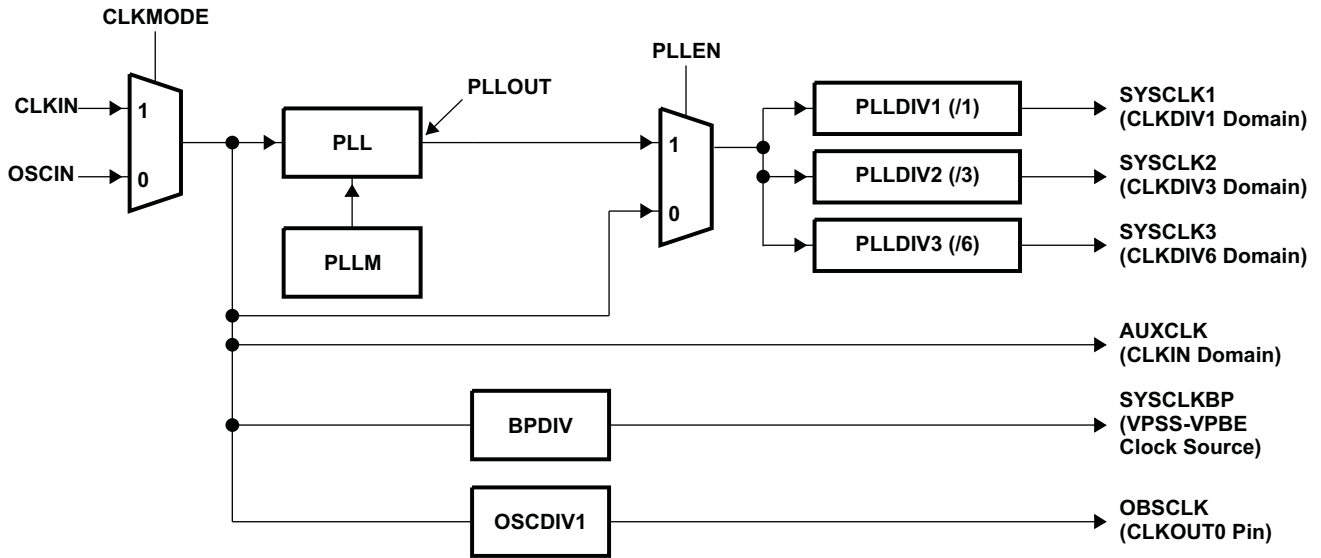 CLKMODE
CLKIN
1
OSCIN
0
PLL
PLLOUT
PLLM
PLLEN
1
0
PLLDIV1 (/1)
SYSCLK1
(CLKDIV1 Domain)
PLLDIV2 (/3)
SYSCLK2
(CLKDIV3 Domain)
PLLDIV3 (/6)
SYSCLK3
(CLKDIV6 Domain)
AUXCLK
(CLKIN Domain)
BPDIV
SYSCLKBP
(VPSS-VPBE
Clock Source)
OSCDIV1
OBSCLK
(CLKOUT0 Pin)